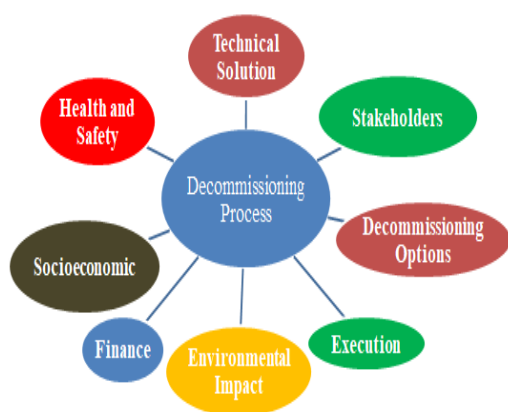 Technical
Solution
Health and
Safety
Stakeholders
Decommissioning
Process
Decommissioning
Options
Socioeconomic
Finance
Environmental
Impact
Execution